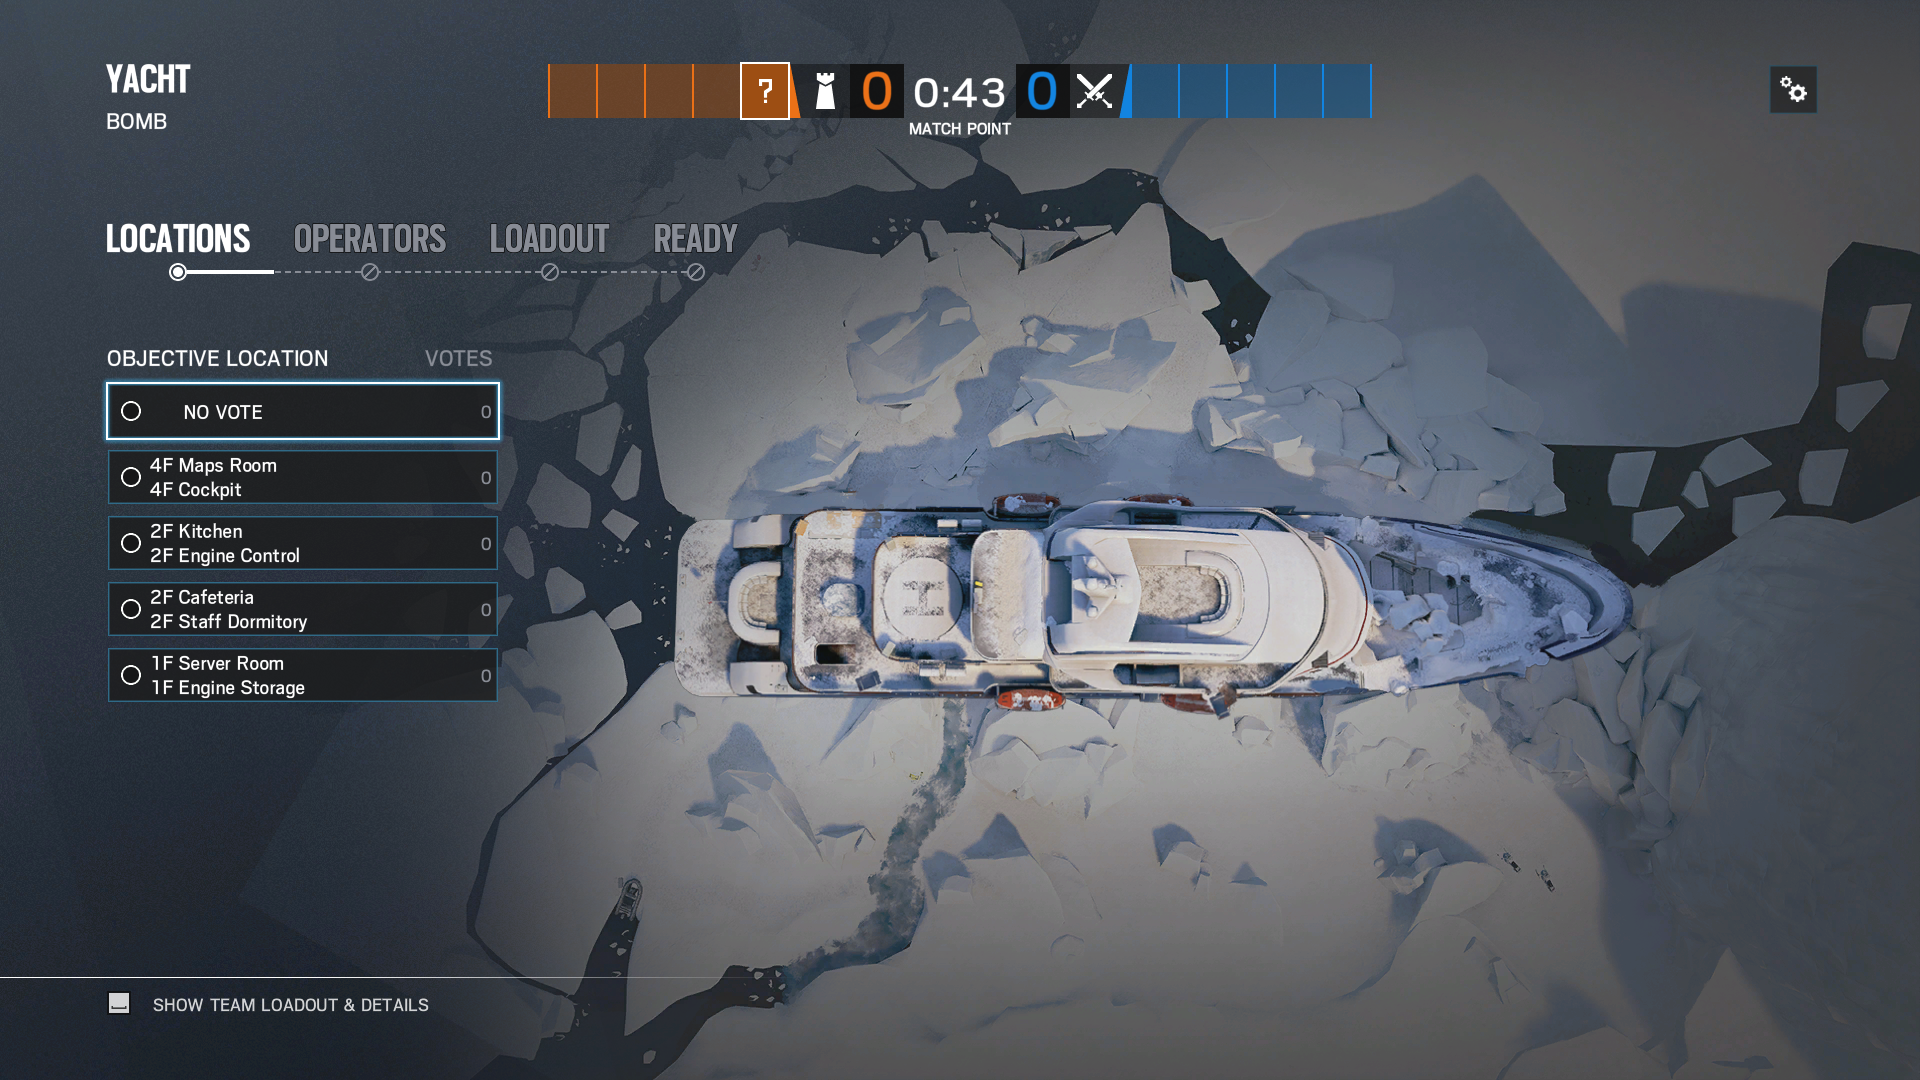 YACHT
BOMB
?
0
0:43
0
MATCH POINT
LOCATIONS
OPERATORS
LOADOUT
READY
OBJECTIVE LOCATION
VOTES
NO VOTE
0
4F Maps Room
4F Cockpit
0
2F Kitchen
2F Engine Control
0
2F Cafeteria
2F Staff Dormitory
0
1F Server Room
1F Engine Storage
0
H
SHOW TEAM LOADOUT & DETAILS